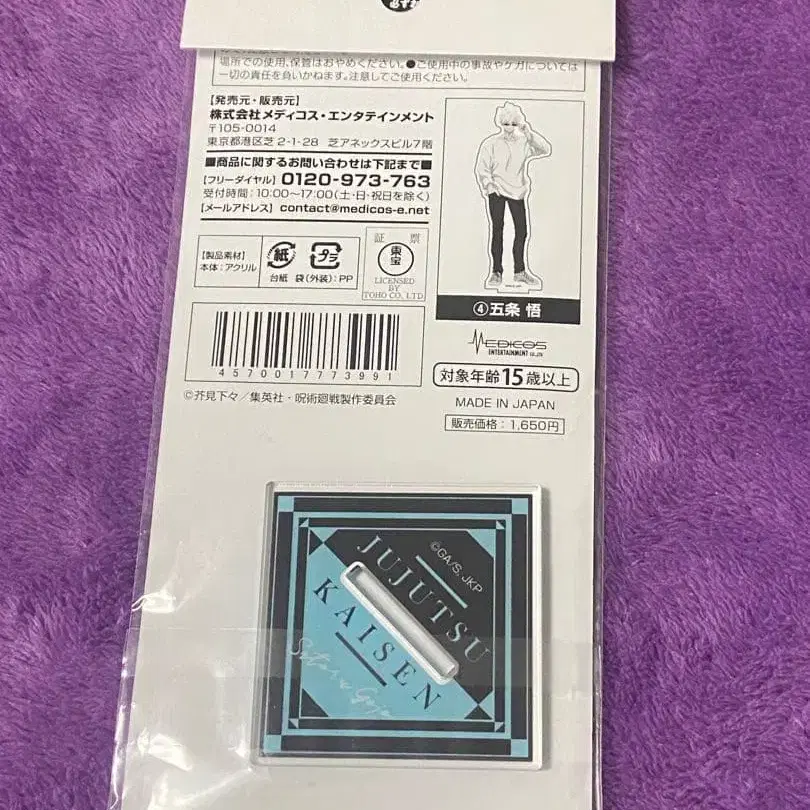 場所での使用、保管はおやめください。●ご使用中の事故やケガについては
一切の責任を負いかねます。注意してご使用ください。
【発売元・販売元】
株式会社メディコス・エンタテインメント
〒105-0014
東京都港区芝2-1-28 芝アネックスビル7階
■商品に関するお問い合わせは下記まで■
【フリーダイヤル】0120-973-763
受付時間：10:00〜17:00(土・日・祝日を除く)
【メールアドレス】contact@medicos-e.net
【製品素材】
本体：アクリル
紙
プラ
台紙 袋(外装)：PP
証 票
東宝
LICENSED
BY
TOHO CO., LTD
④五条 悟
MEDICOS
ENTERTAINMENT CO.,LTD.
4570001777399 1
©芥見下々／集英社・呪術廻戦製作委員会
対象年齢15歳以上
MADE IN JAPAN
販売価格：1,650円
©GA/S, JKP
JUJUTSU
KAISEN
Satoru Gojo